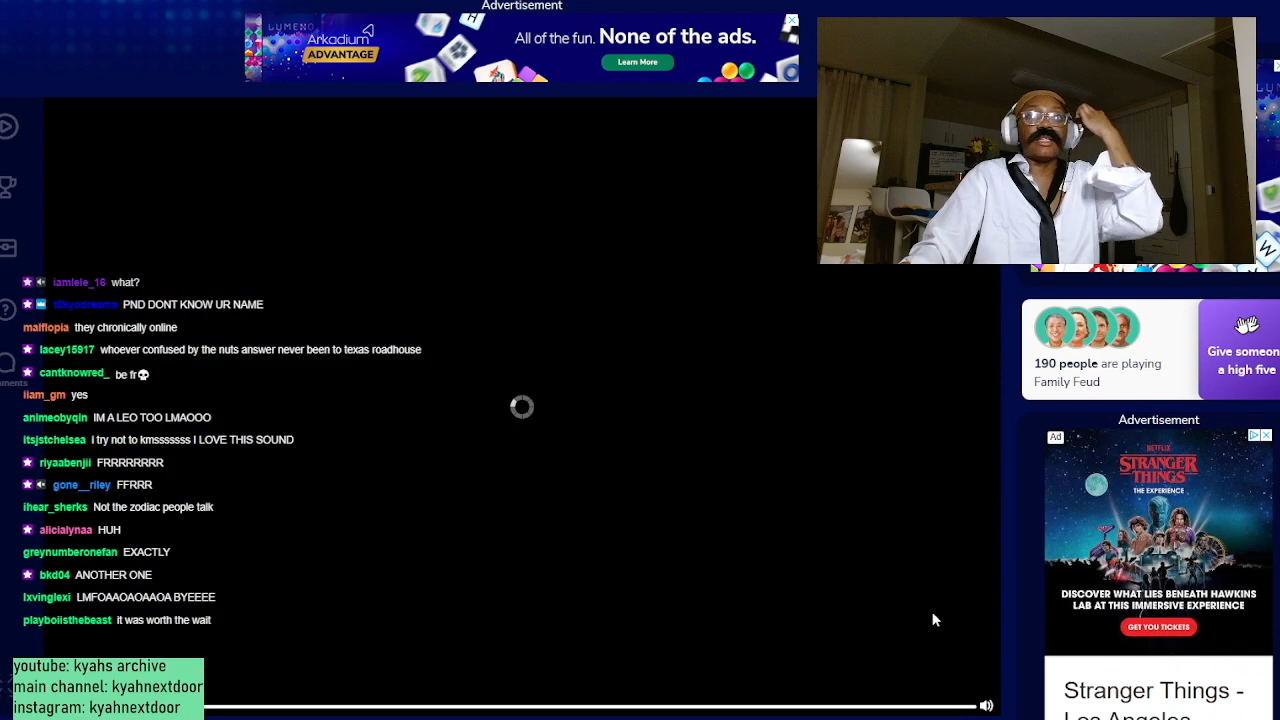 Advertisement
LUMENO
Arkadium
ADVANTAGE
All of the fun. None of the ads.
Learn More
iamlele_16 what?
PND DONT KNOW UR NAME
malflopia they chronically online
lacey15917 whoever confused by the nuts answer never been to texas roadhouse
cantknowred_ be fr💀
liam_gm yes
animeobyqin IM A LEO TOO LMAOOO
itsjstchelsea i try not to kmsssssss I LOVE THIS SOUND
riyaabenjii FRRRRRRRR
gone__riley FFRRR
ihear_sherks Not the zodiac people talk
alicialynaa HUH
greynumberonefan EXACTLY
bkd04 ANOTHER ONE
lxvinglexi LMFOAAOAOAAOA BYEEEE
playboiisthebeast it was worth the wait
youtube: kyahs archive
main channel: kyahnextdoor
instagram: kyahnextdoor
190 people are playing
Family Feud
Give someon
a high five
Advertisement
Ad
NETFLIX
STRANGER
THINGS
THE EXPERIENCE
DISCOVER WHAT LIES BENEATH HAWKINS
LAB AT THIS IMMERSIVE EXPERIENCE
GET YOU TICKETS
Stranger Things -
Los Angeles